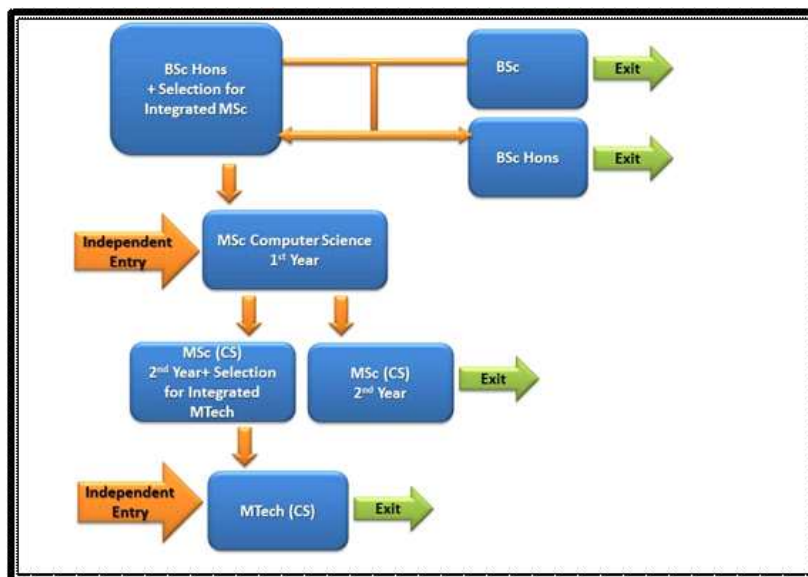 BSc Hons
+ Selection for
Integrated MSc
BSc
Exit
BSc Hons
Exit
Independent
Entry
MSc Computer Science
1st Year
MSc (CS)
2nd Year+ Selection
for Integrated
MTech
MSc (CS)
2nd Year
Exit
Independent
Entry
MTech (CS)
Exit